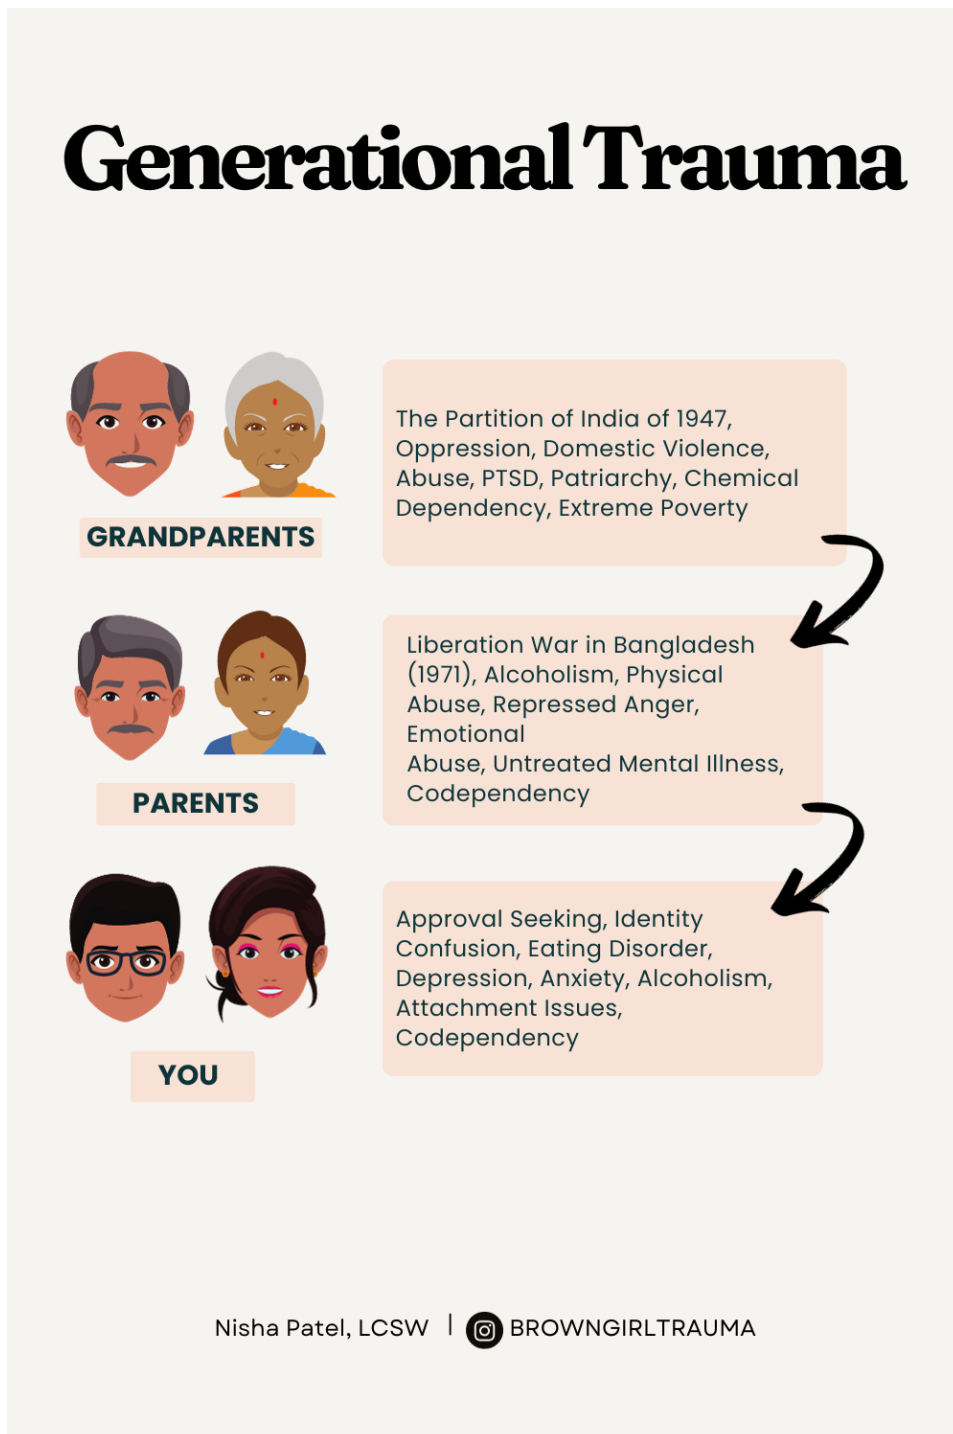 Generational Trauma
The Partition of India of 1947,
Oppression, Domestic Violence,
Abuse, PTSD, Patriarchy, Chemical
Dependency, Extreme Poverty
GRANDPARENTS
Liberation War in Bangladesh
(1971), Alcoholism, Physical
Abuse, Repressed Anger,
Emotional
Abuse, Untreated Mental Illness,
Codependency
PARENTS
Approval Seeking, Identity
Confusion, Eating Disorder,
Depression, Anxiety, Alcoholism,
Attachment Issues,
Codependency
YOU
Nisha Patel, LCSW | BROWNGIRLTRAUMA